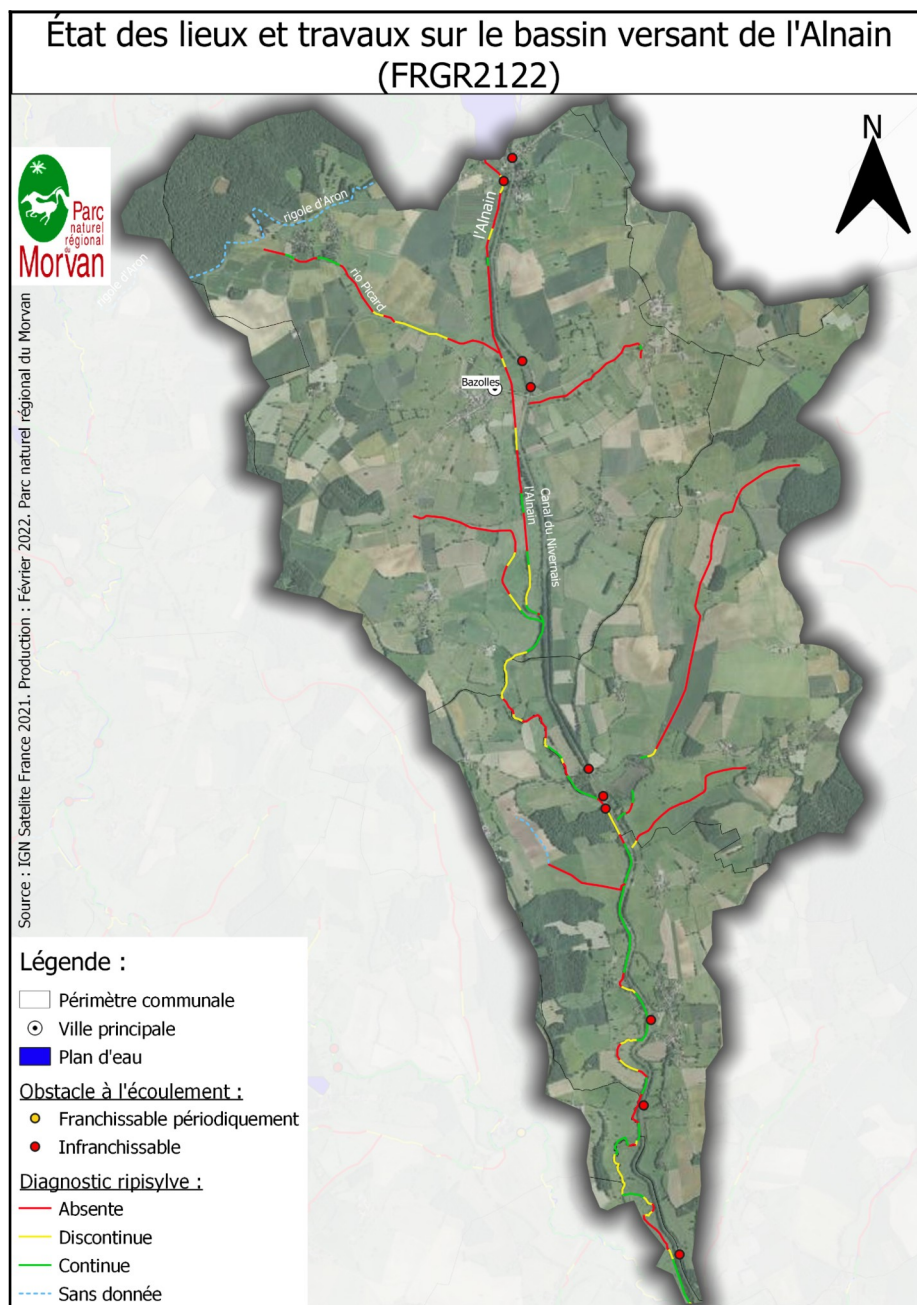 État des lieux et travaux sur le bassin versant de l'Alnain
(FRGR2122)
N
Parc
naturel
régional
du
Morvan
rigole d'Aron
rigole d'Aron
l'Alnain
rio Picard
Bazolles
l'Alnain
Canal du Nivernais
Source : IGN Satelite France 2021. Production : Février 2022. Parc naturel régional du Morvan
Légende :
Périmètre communale
Ville principale
Plan d'eau
Obstacle à l'écoulement :
Franchissable périodiquement
Infranchissable
Diagnostic ripisylve :
Absente
Discontinue
Continue
Sans donnée